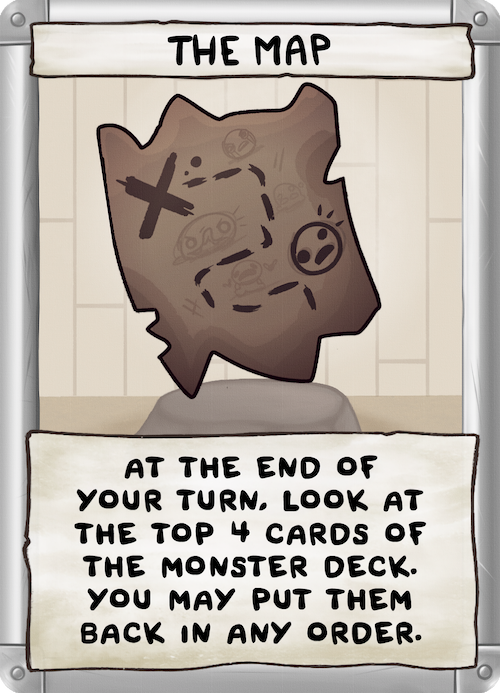 THE MAP
AT THE END OF
YOUR TURN, LOOK AT
THE TOP 4 CARDS OF
THE MONSTER DECK.
YOU MAY PUT THEM
BACK IN ANY ORDER.